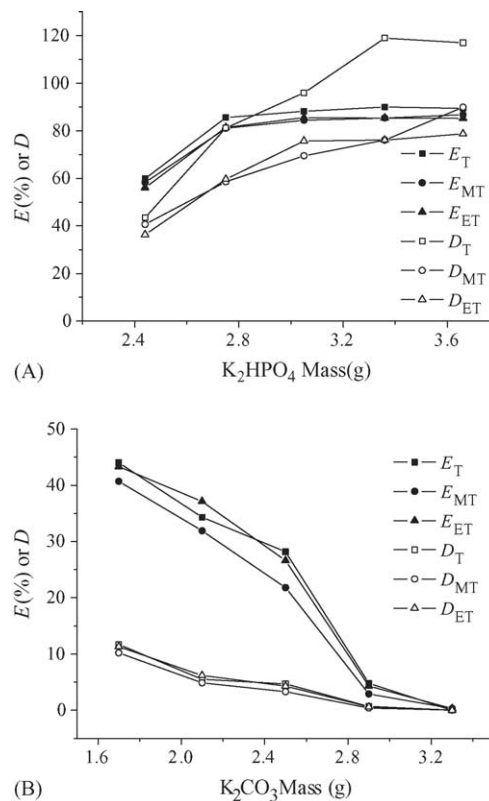 E(%) or D
120
100
80
60
40
20
0
E_T
E_MT
E_ET
D_T
D_MT
D_ET
2.4 2.8 3.2 3.6
(A) K₂HPO₄ Mass(g)
E(%) or D
50
40
30
20
10
0
E_T
E_MT
E_ET
D_T
D_MT
D_ET
1.6 2.0 2.4 2.8 3.2
(B) K₂CO₃Mass (g)